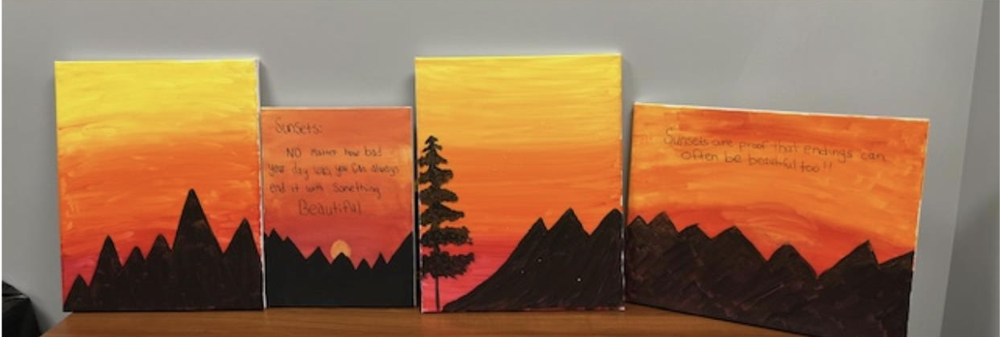 Sunsets:
NO Matter how bad
your day was, you can always
end it with Something
Beautiful
Sunsets are proof that endings can
often be beautiful too!!